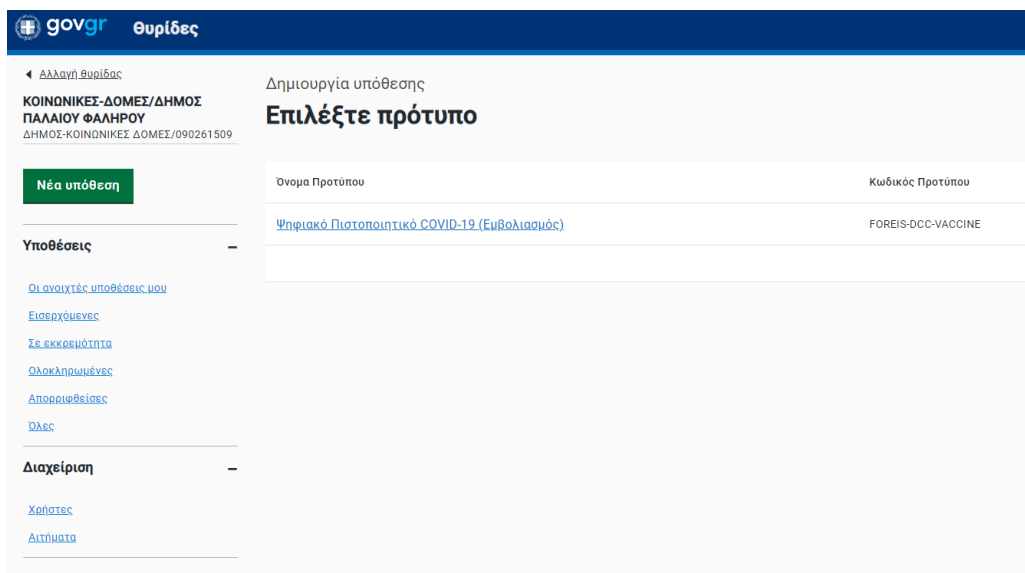 govgr θυρίδες
Αλλαγή θυρίδας
ΚΟΙΝΩΝΙΚΕΣ-ΔΟΜΕΣ/ΔΗΜΟΣ
ΠΑΛΑΙΟΥ ΦΑΛΗΡΟΥ
ΔΗΜΟΣ-ΚΟΙΝΩΝΙΚΕΣ ΔΟΜΕΣ/090261509
Νέα υπόθεση
Υποθέσεις
Οι ανοιχτές υποθέσεις μου
Εισερχόμενες
Σε εκκρεμότητα
Ολοκληρωμένες
Απορριφθείσες
Όλες
Διαχείριση
Χρήστες
Αιτήματα
Δημιουργία υπόθεσης
Επιλέξτε πρότυπο
Όνομα Προτύπου Κωδικός Προτύπου
Ψηφιακό Πιστοποιητικό COVID-19 (Εμβολιασμός) FOREIS-DCC-VACCINE